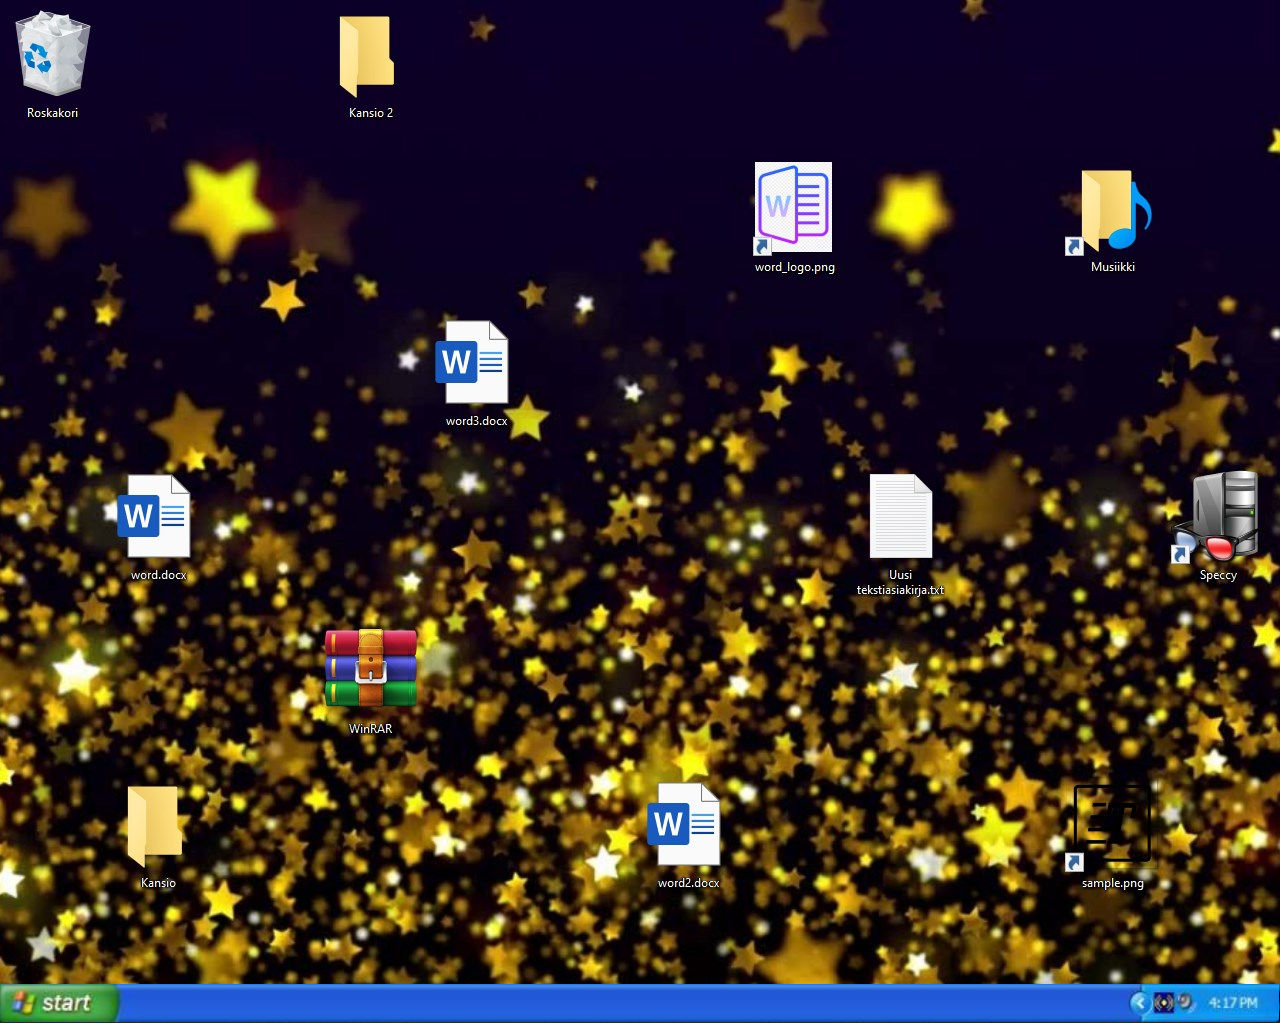 Roskakori
Kansio 2
W
word_logo.png
Musiikki
W
word3.docx
W
word.docx
Uusi
tekstiasiakirja.txt
Speccy
WinRAR
Kansio
W
word2.docx
sample.png
start
4:17 PM